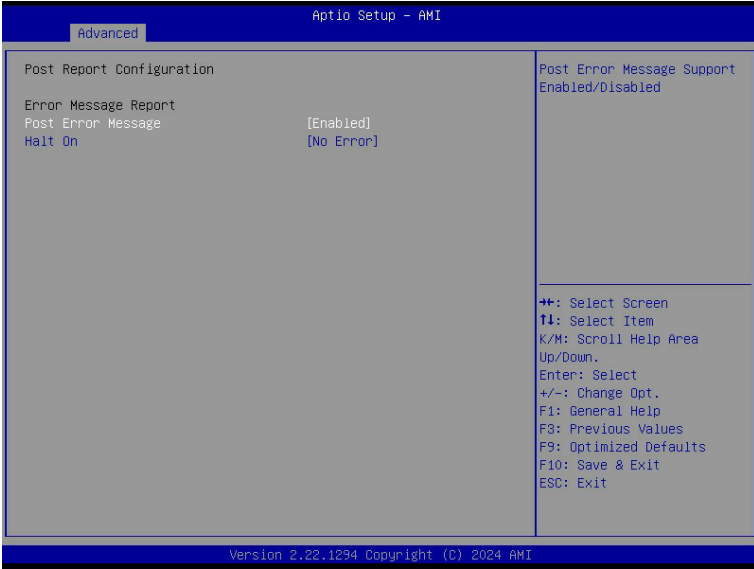 Aptio Setup – AMI
Advanced
Post Report Configuration
Error Message Report
Post Error Message [Enabled]
Halt On [No Error]
Post Error Message Support
Enabled/Disabled
→←: Select Screen
↑↓: Select Item
K/M: Scroll Help Area
Up/Down.
Enter: Select
+/-: Change Opt.
F1: General Help
F3: Previous Values
F9: Optimized Defaults
F10: Save & Exit
ESC: Exit
Version 2.22.1294 Copyright (C) 2024 AMI